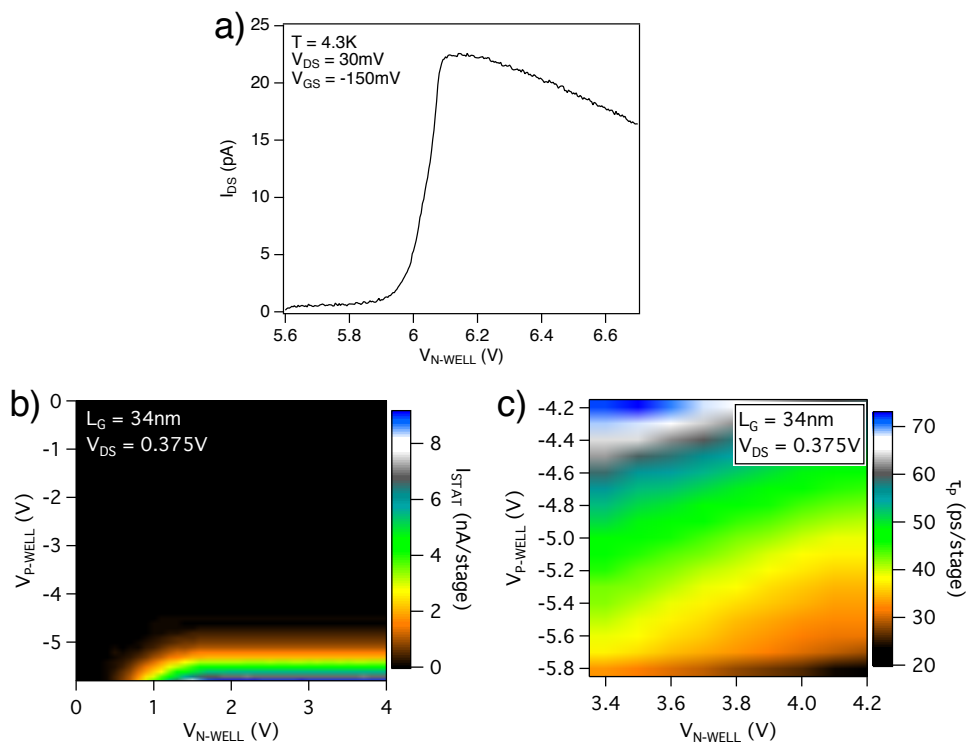 a)
25
20
15
10
5
0
I_DS (pA)
T = 4.3K
V_DS = 30mV
V_GS = -150mV
5.6 5.8 6 6.2 6.4 6.6
V_N-WELL (V)
b)
0
-1
-2
-3
-4
-5
V_P-WELL (V)
L_G = 34nm
V_DS = 0.375V
0 1 2 3 4
V_N-WELL (V)
8
6
4
2
0
I_STAT (nA/stage)
c)
-4.2
-4.4
-4.6
-4.8
-5.0
-5.2
-5.4
-5.6
-5.8
V_P-WELL (V)
L_G = 34nm
V_DS = 0.375V
3.4 3.6 3.8 4.0 4.2
V_N-WELL (V)
70
60
50
40
30
20
τ_P (ps/stage)